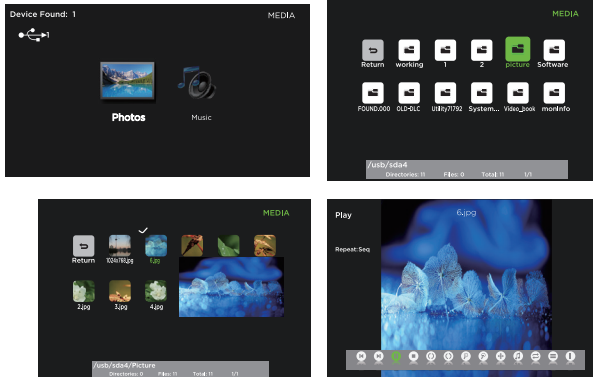 Device Found: 1
MEDIA
1
Photos
Music
MEDIA
Return working 1 2 picture Software
FOUND.000 OLD-DLC Utility71792 System... Video_book monInfo
/usb/sda4
Directories: 11 Files: 0 Total: 11 1/1
MEDIA
Return 1024x768.jpg 6.jpg
2.jpg 3.jpg 4.jpg
/usb/sda4/Picture
Directories: 0 Files: 11 Total: 11 1/1
Play
6.jpg
Repeat:Seq